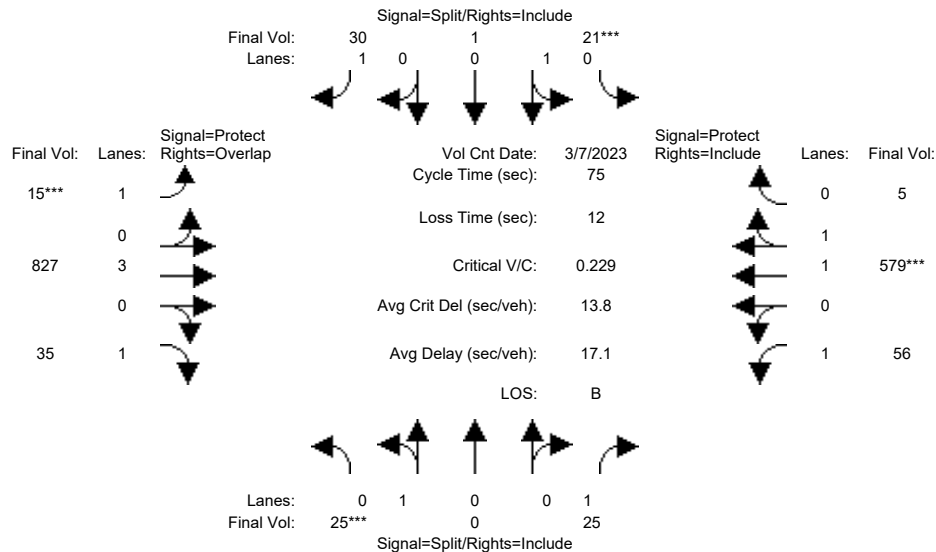 Signal=Split/Rights=Include
Final Vol: 30 1 21***
Lanes: 1 0 0 1 0
Signal=Protect
Final Vol: Lanes: Rights=Overlap
Vol Cnt Date: 3/7/2023
Signal=Protect
Rights=Include Lanes: Final Vol:
Cycle Time (sec): 75
15*** 1
0 5
Loss Time (sec): 12
0
1
827 3
Critical V/C: 0.229
1 579***
0
Avg Crit Del (sec/veh): 13.8
0
35 1
Avg Delay (sec/veh): 17.1
1 56
LOS: B
Lanes: 0 1 0 0 1
Final Vol: 25*** 0 25
Signal=Split/Rights=Include